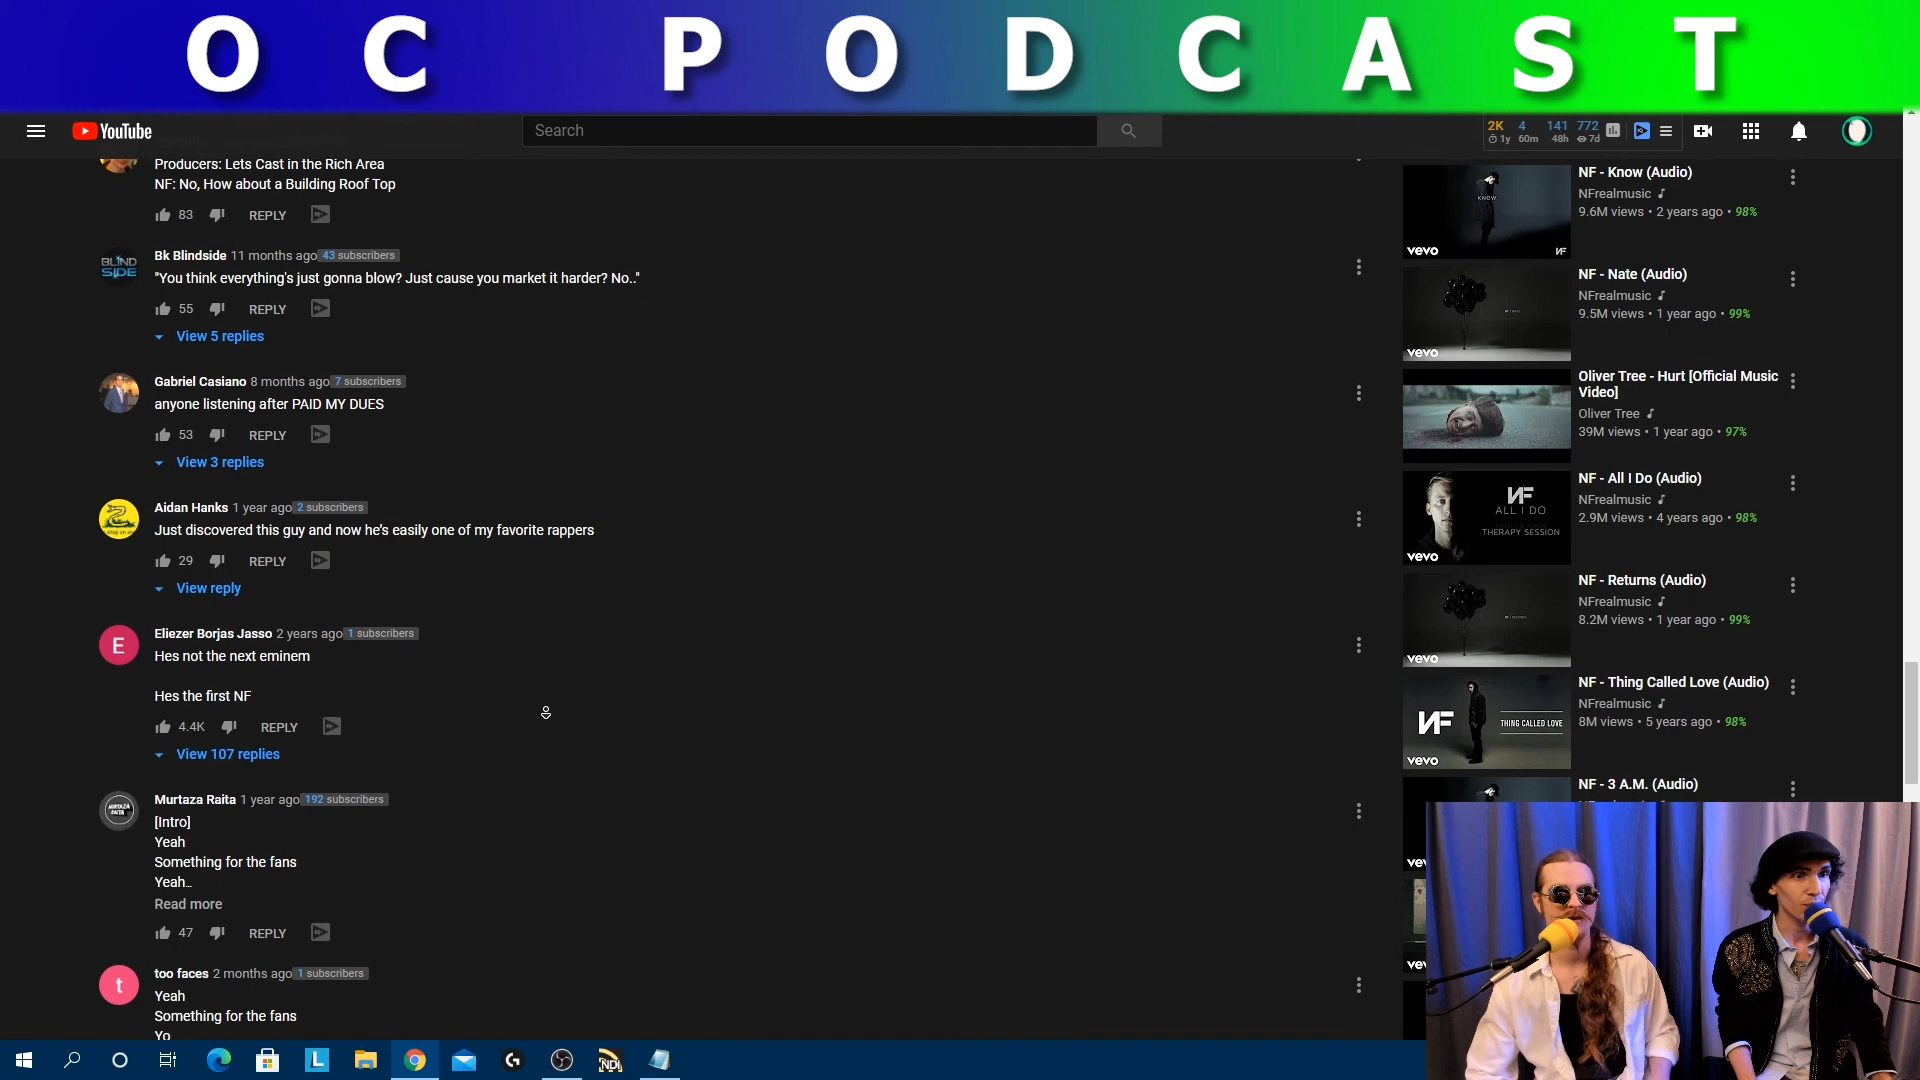 OC PODCAST
YouTube
Search
2K 4 141 772
1y 60m 48h 7d
Producers: Lets Cast in the Rich Area
NF: No, How about a Building Roof Top
83 REPLY
Bk Blindside 11 months ago 43 subscribers
"You think everything's just gonna blow? Just cause you market it harder? No.."
55 REPLY
View 5 replies
Gabriel Casiano 8 months ago 7 subscribers
anyone listening after PAID MY DUES
53 REPLY
View 3 replies
Aidan Hanks 1 year ago 2 subscribers
Just discovered this guy and now he's easily one of my favorite rappers
29 REPLY
View reply
Eliezer Borjas Jasso 2 years ago 1 subscribers
Hes not the next eminem
Hes the first NF
4.4K REPLY
View 107 replies
Murtaza Raita 1 year ago 192 subscribers
[Intro]
Yeah
Something for the fans
Yeah...
Read more
47 REPLY
too faces 2 months ago 1 subscribers
Yeah
Something for the fans
Yo
BLIND
SIDE
E
MURTAZA
RAITA
t
KNOW
vevo NF
NF - Know (Audio)
NFrealmusic
9.6M views • 2 years ago • 98%
vevo
NF - Nate (Audio)
NFrealmusic
9.5M views • 1 year ago • 99%
Oliver Tree - Hurt [Official Music
Video]
Oliver Tree
39M views • 1 year ago • 97%
NF
ALL I DO
THERAPY SESSION
vevo
NF - All I Do (Audio)
NFrealmusic
2.9M views • 4 years ago • 98%
vevo
NF - Returns (Audio)
NFrealmusic
8.2M views • 1 year ago • 99%
NF THING CALLED LOVE
vevo
NF - Thing Called Love (Audio)
NFrealmusic
8M views • 5 years ago • 98%
NF - 3 A.M. (Audio)
L
G
NDI